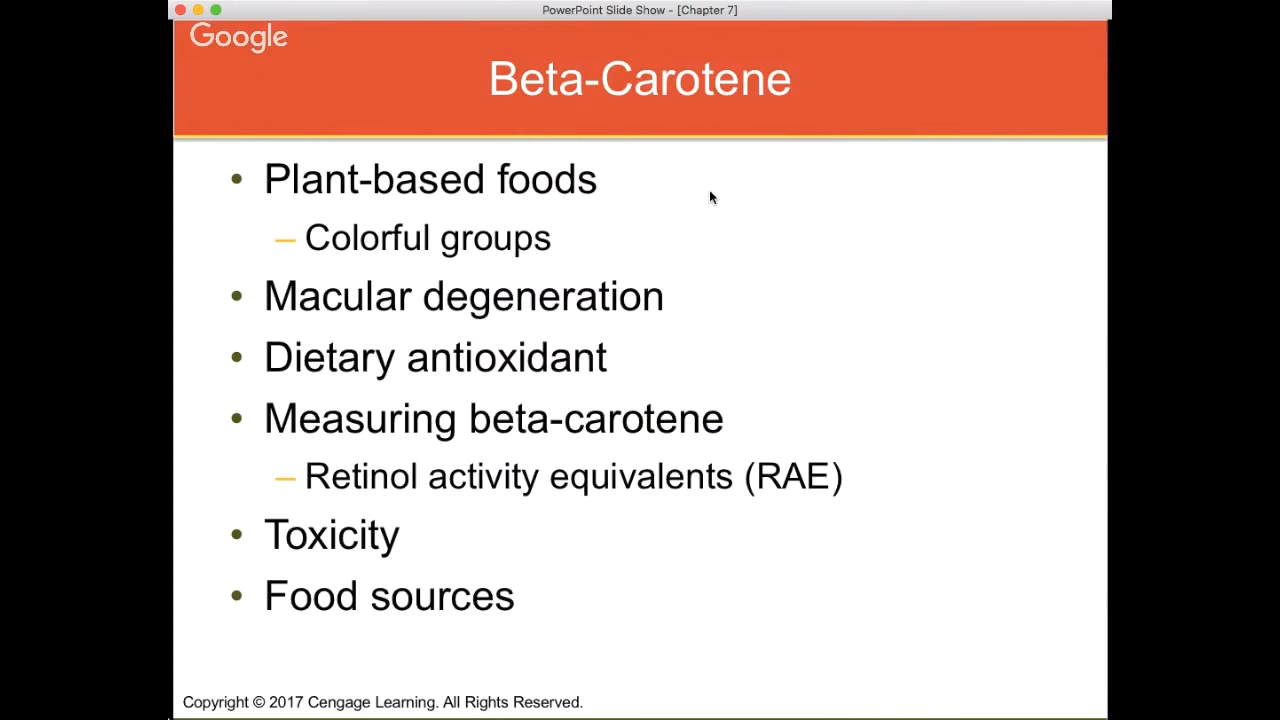 PowerPoint Slide Show - [Chapter 7]
Google
Beta-Carotene
• Plant-based foods
– Colorful groups
• Macular degeneration
• Dietary antioxidant
• Measuring beta-carotene
– Retinol activity equivalents (RAE)
• Toxicity
• Food sources
Copyright © 2017 Cengage Learning. All Rights Reserved.